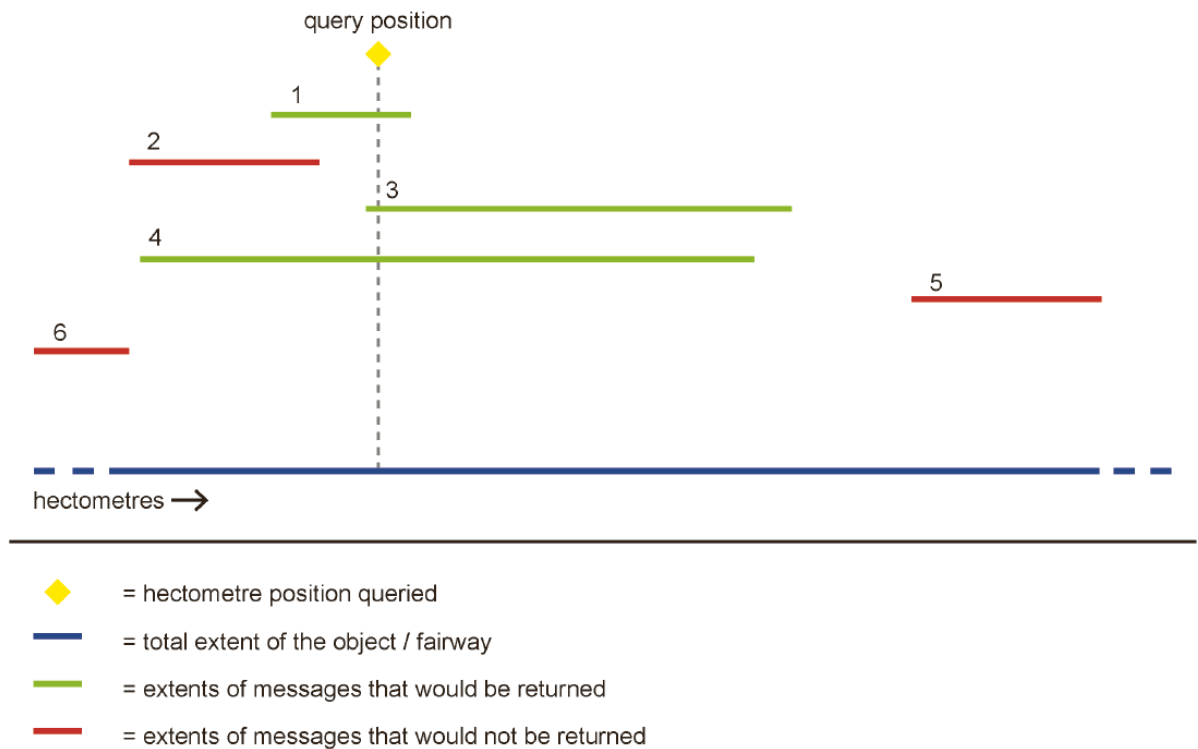 query position
1
2
3
4
5
6
hectometres
= hectometre position queried
= total extent of the object / fairway
= extents of messages that would be returned
= extents of messages that would not be returned